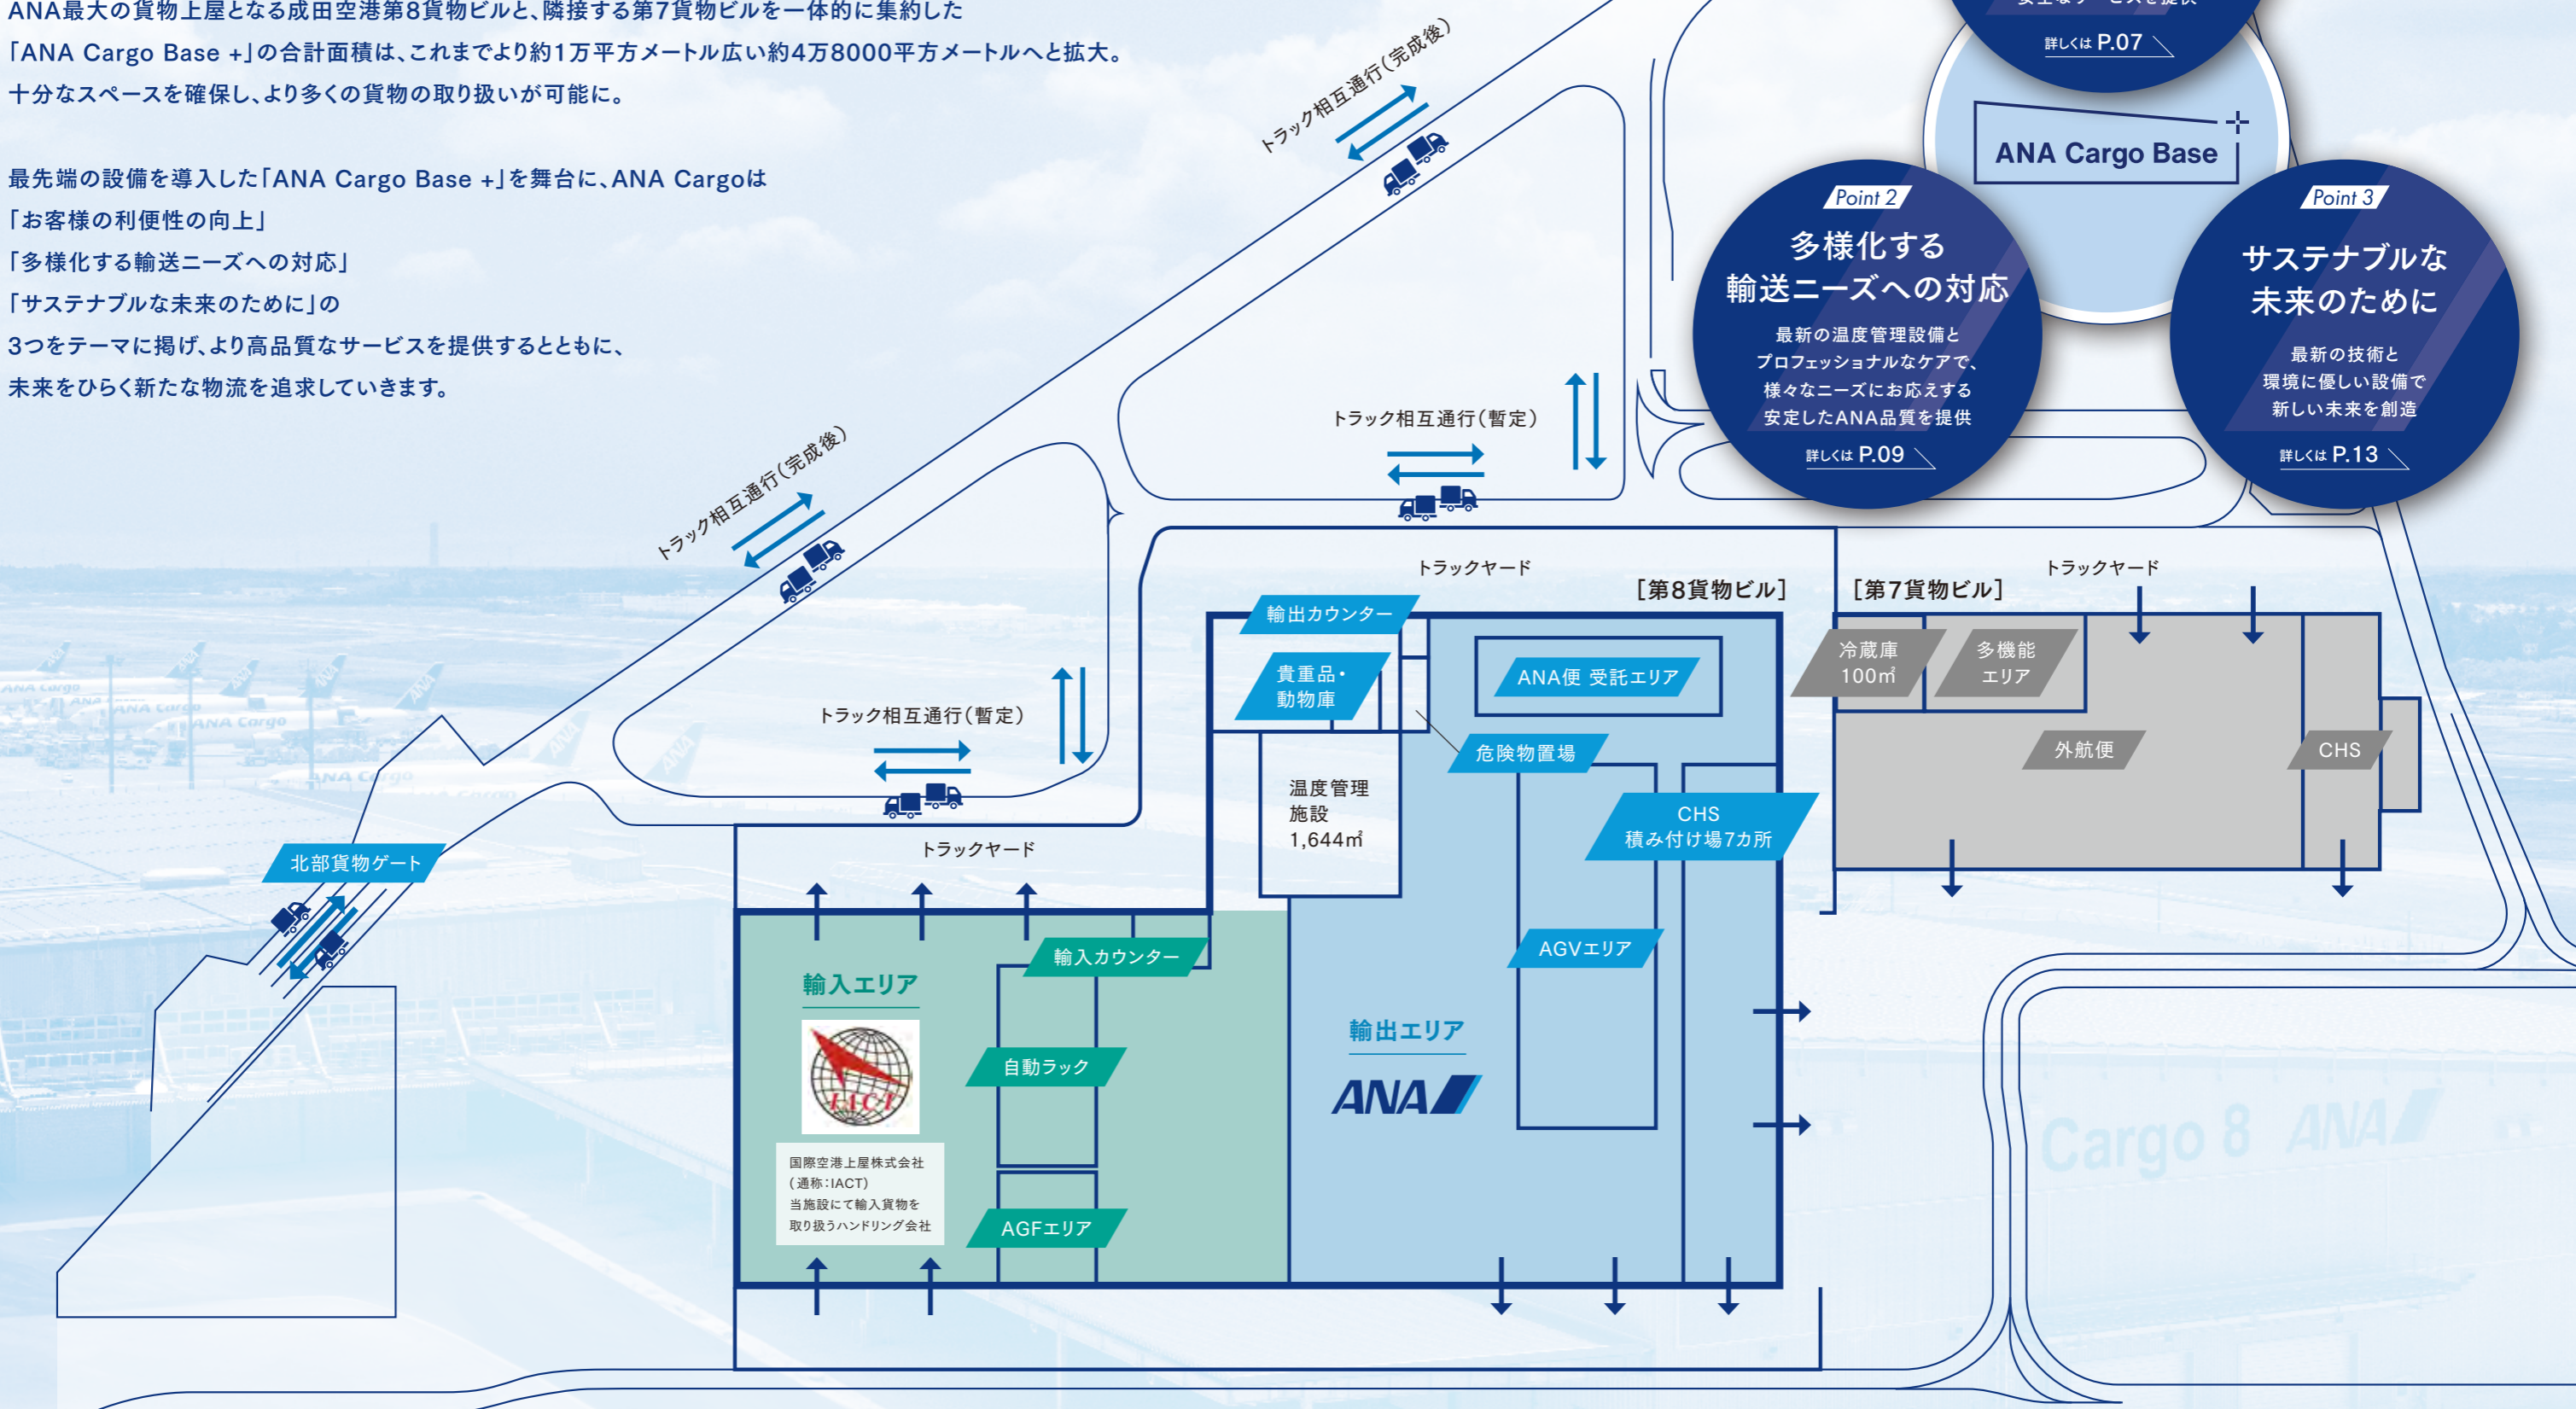 ANA最大の貨物上屋となる成田空港第8貨物ビルと、隣接する第7貨物ビルを一体的に集約した
「ANA Cargo Base +」の合計面積は、これまでより約1万平方メートル広い約4万8000平方メートルへと拡大。
十分なスペースを確保し、より多くの貨物の取り扱いが可能に。
最先端の設備を導入した「ANA Cargo Base +」を舞台に、ANA Cargoは
「お客様の利便性の向上」
「多様化する輸送ニーズへの対応」
「サステナブルな未来のために」の
3つをテーマに掲げ、より高品質なサービスを提供するとともに、
未来をひらく新たな物流を追求していきます。
詳しくは P.07
ANA Cargo Base
Point 2
多様化する
輸送ニーズへの対応
最新の温度管理設備と
プロフェッショナルなケアで、
様々なニーズにお応えする
安定したANA品質を提供
詳しくは P.09
Point 3
サステナブルな
未来のために
最新の技術と
環境に優しい設備で
新しい未来を創造
詳しくは P.13
トラック相互通行(完成後)
トラック相互通行(完成後)
トラック相互通行(暫定)
トラック相互通行(暫定)
トラックヤード
[第8貨物ビル]
[第7貨物ビル]
トラックヤード
輸出カウンター
貴重品・
動物庫
ANA便 受託エリア
危険物置場
温度管理
施設
1,644㎡
CHS
積み付け場7カ所
AGVエリア
輸出エリア
ANA
冷蔵庫
100㎡
多機能
エリア
外航便
CHS
北部貨物ゲート
トラックヤード
輸入カウンター
輸入エリア
IACT
国際空港上屋株式会社
(通称:IACT)
当施設にて輸入貨物を
取り扱うハンドリング会社
自動ラック
AGFエリア
ANA Cargo
ANA Cargo
ANA Cargo
ANA Cargo
ANA Cargo
Cargo 8 ANA